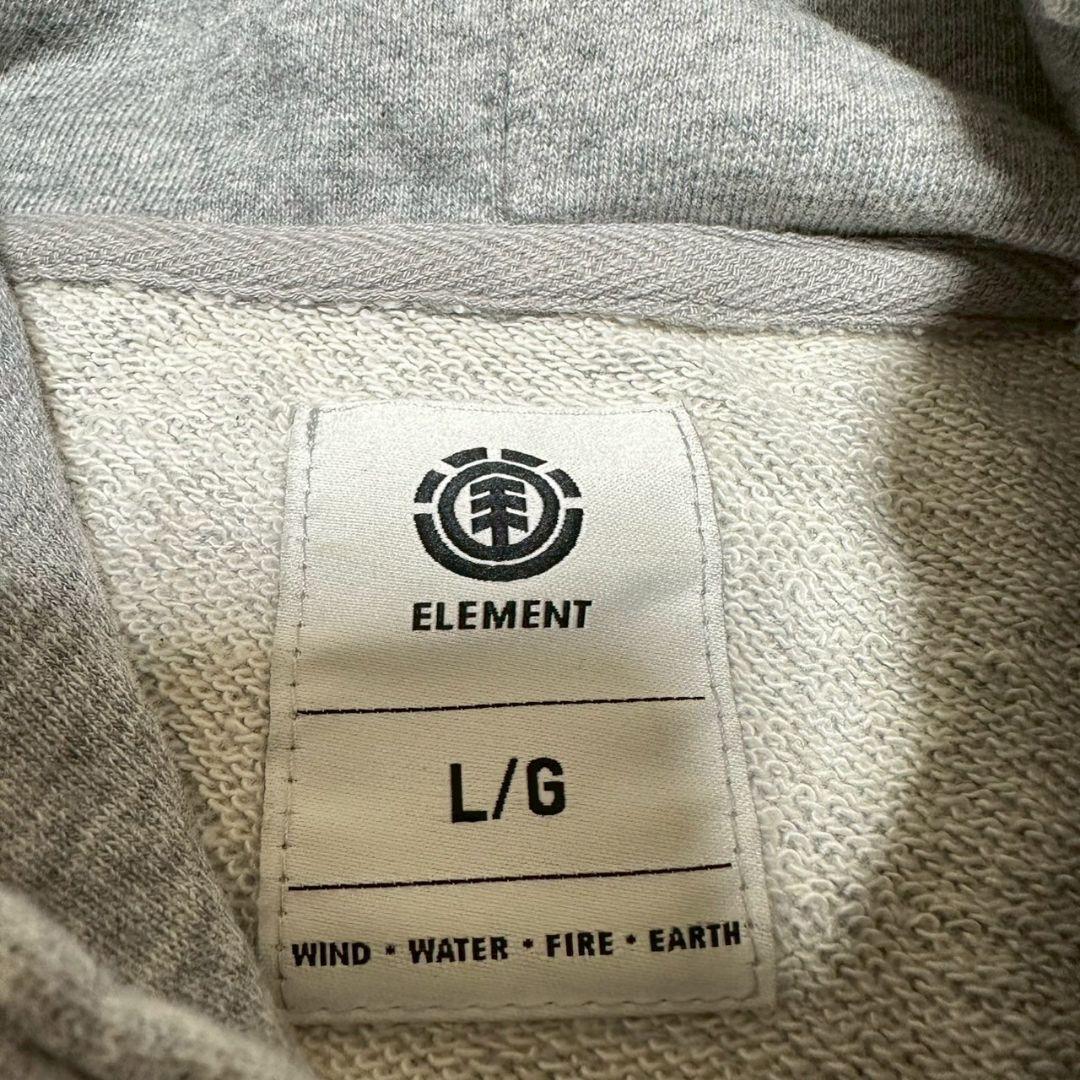 ELEMENT
L/G
WIND • WATER • FIRE • EARTH